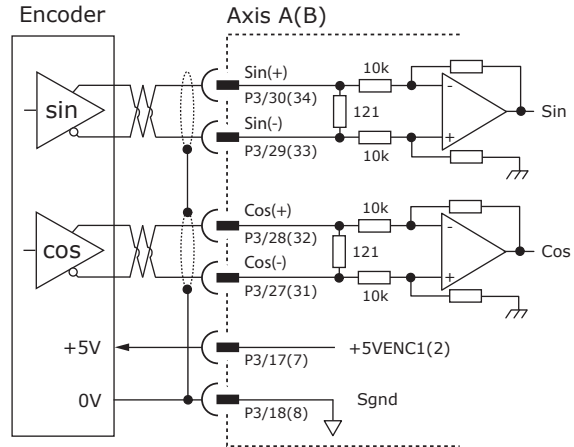 Encoder
Axis A(B)
sin
Sin(+)
P3/30(34)
Sin(-)
P3/29(33)
10k
121
10k
-
+
Sin
cos
Cos(+)
P3/28(32)
Cos(-)
P3/27(31)
10k
121
10k
-
+
Cos
+5V
P3/17(7)
+5VENC1(2)
0V
P3/18(8)
Sgnd